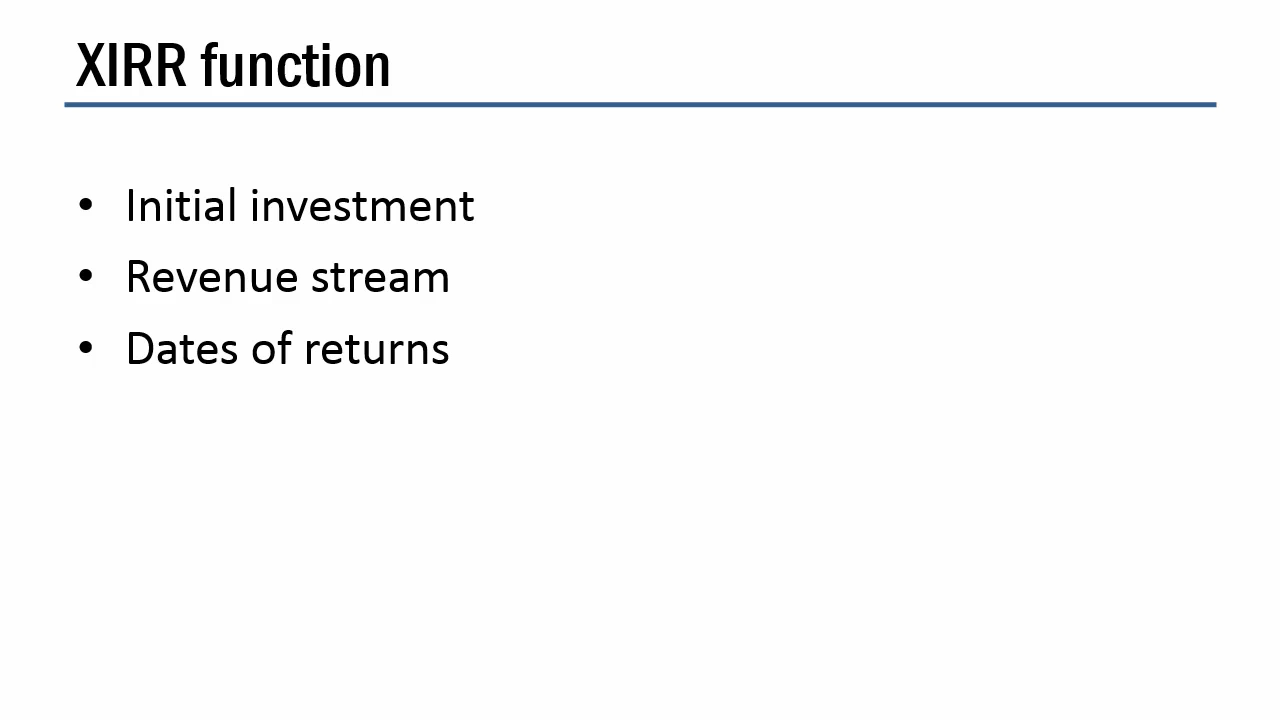 XIRR function
• Initial investment
• Revenue stream
• Dates of returns